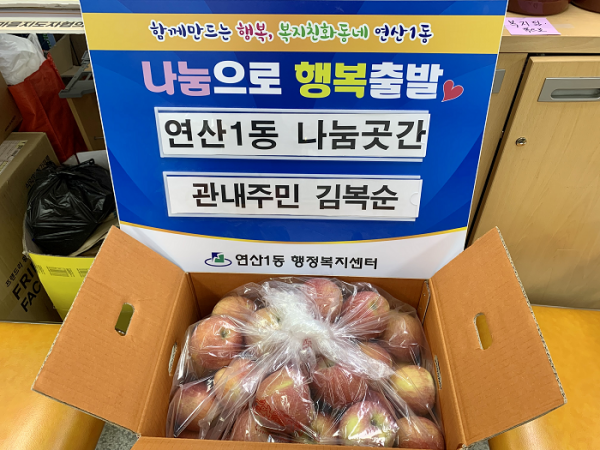 함께만드는 행복, 복지친화동네 연산1동
나눔으로 행복출발
연산1동 나눔곳간
관내주민 김복순
연산1동 행정복지센터